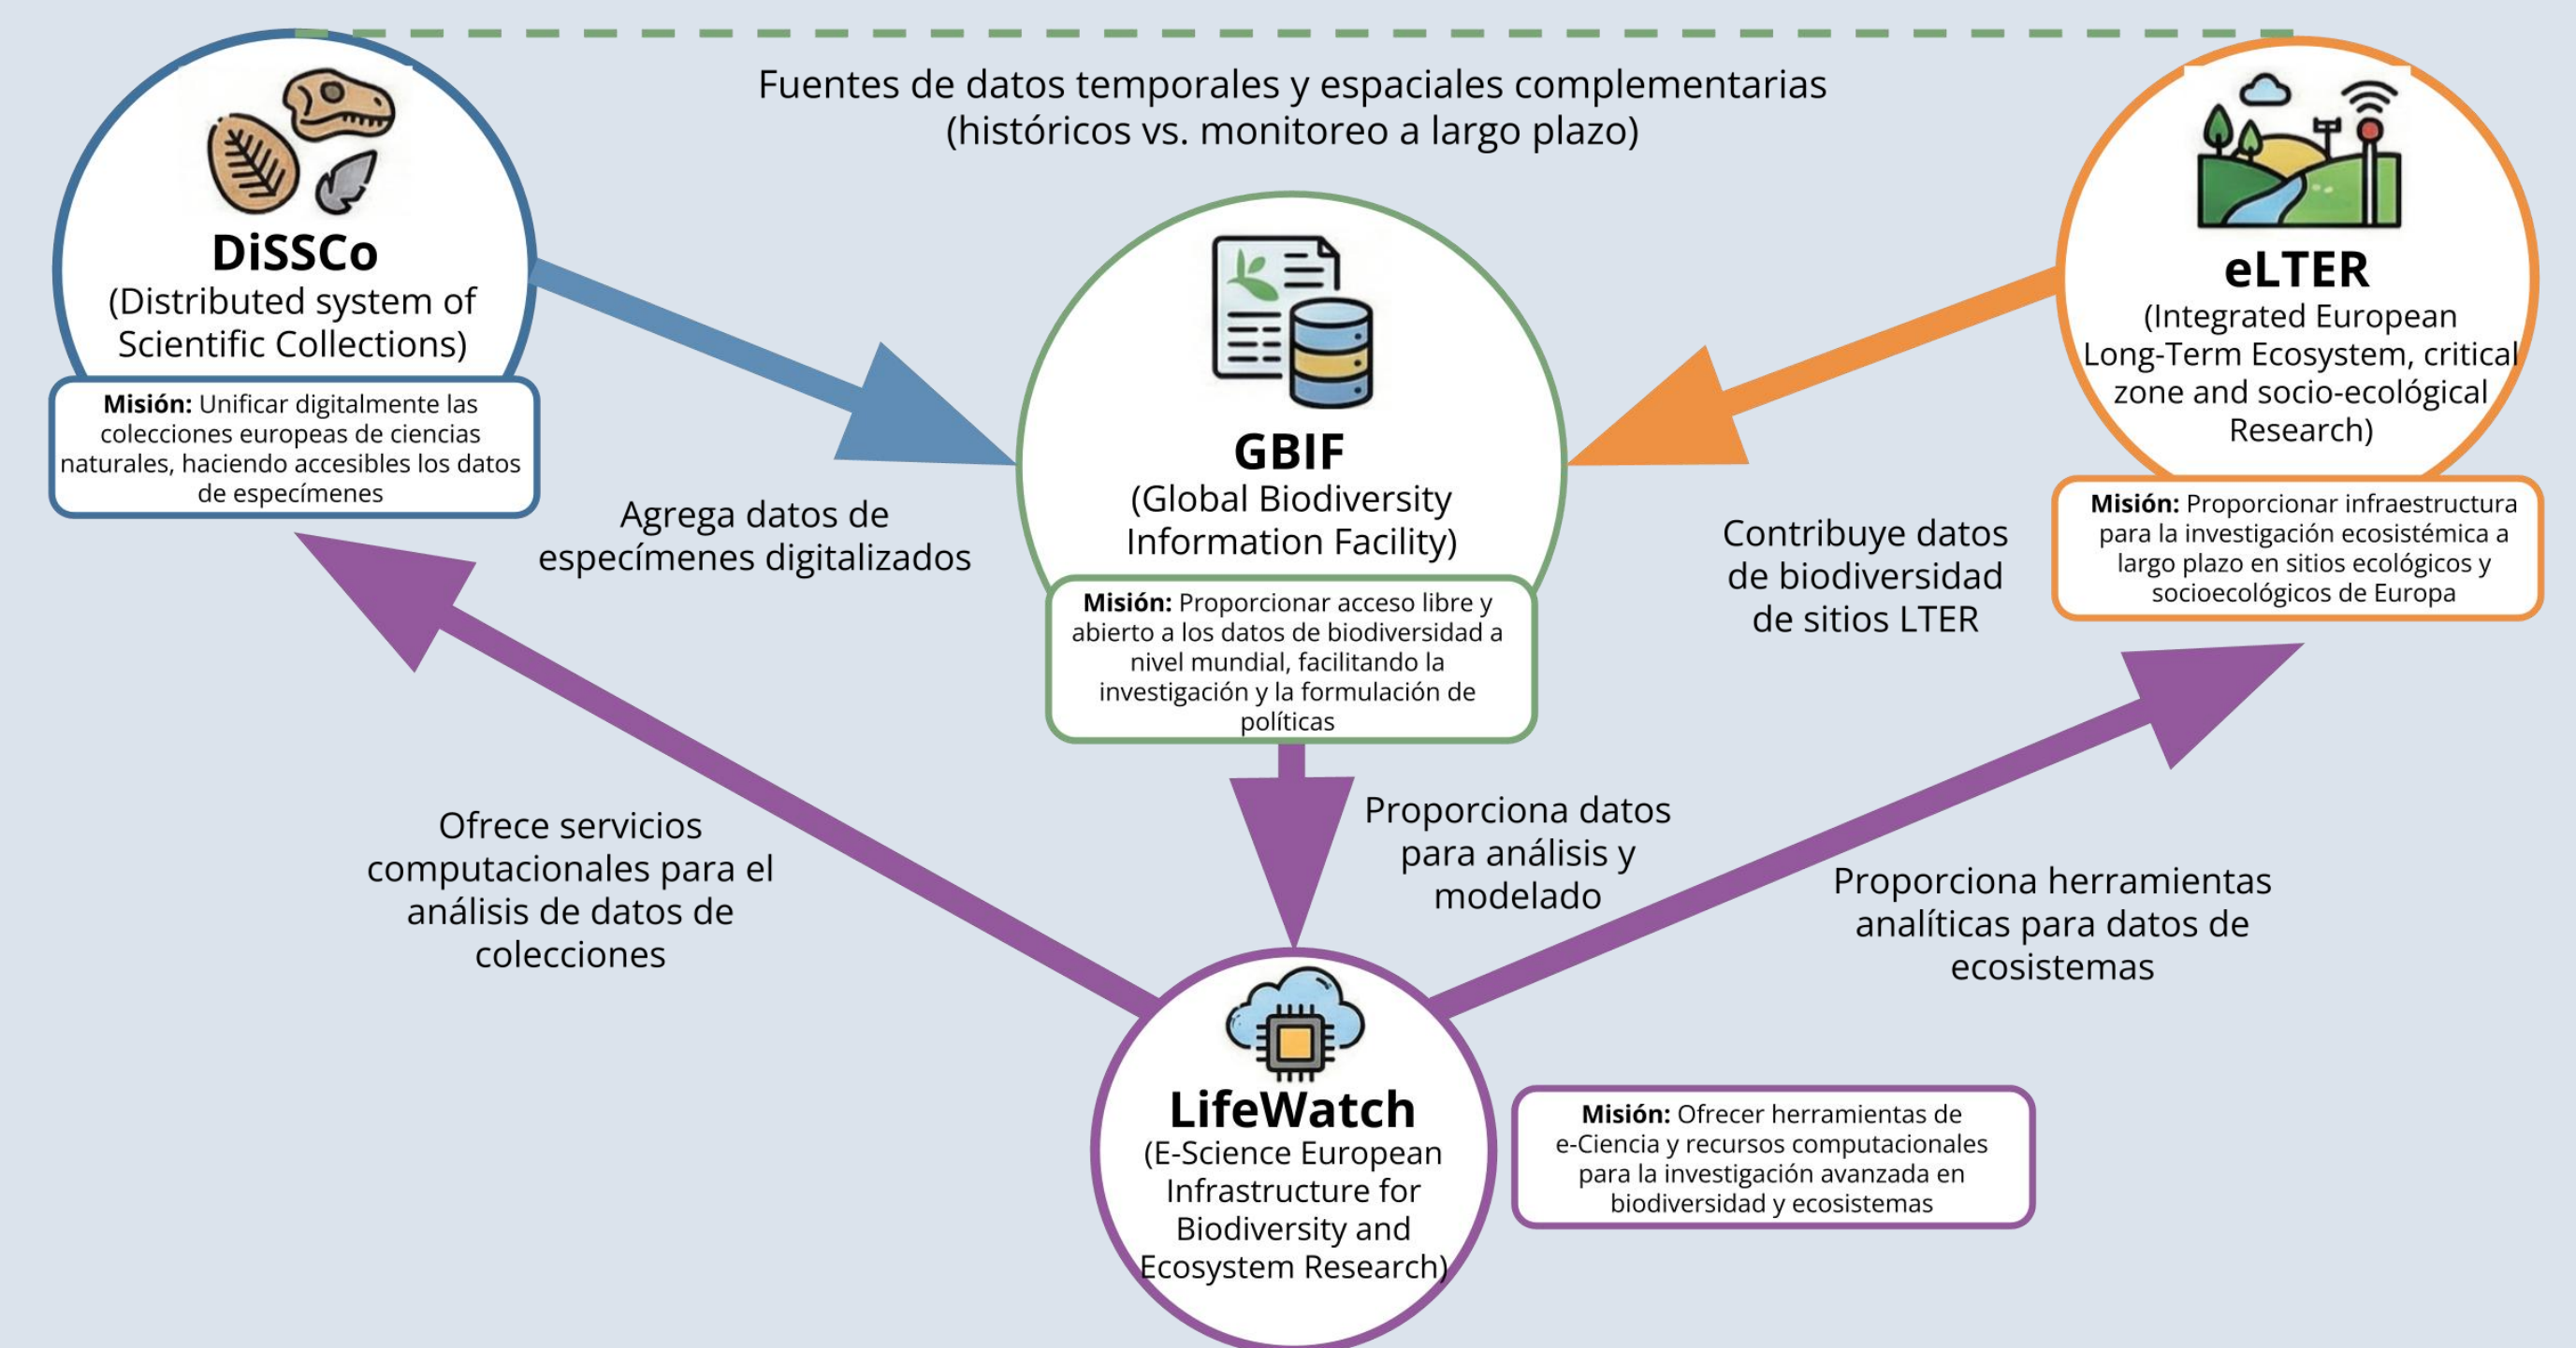 Fuentes de datos temporales y espaciales complementarias
(históricos vs. monitoreo a largo plazo)
DiSSCo
(Distributed system of
Scientific Collections)
Misión: Unificar digitalmente las
colecciones europeas de ciencias
naturales, haciendo accesibles los datos
de especímenes
Agrega datos de
especímenes digitalizados
GBIF
(Global Biodiversity
Information Facility)
Misión: Proporcionar acceso libre y
abierto a los datos de biodiversidad a
nivel mundial, facilitando la
investigación y la formulación de
políticas
eLTER
(Integrated European
Long-Term Ecosystem, critical
zone and socio-ecológical
Research)
Misión: Proporcionar infraestructura
para la investigación ecosistémica a
largo plazo en sitios ecológicos y
socioecológicos de Europa
Contribuye datos
de biodiversidad
de sitios LTER
Ofrece servicios
computacionales para el
análisis de datos de
colecciones
Proporciona datos
para análisis y
modelado
Proporciona herramientas
analíticas para datos de
ecosistemas
LifeWatch
(E-Science European
Infrastructure for
Biodiversity and
Ecosystem Research)
Misión: Ofrecer herramientas de
e-Ciencia y recursos computacionales
para la investigación avanzada en
biodiversidad y ecosistemas